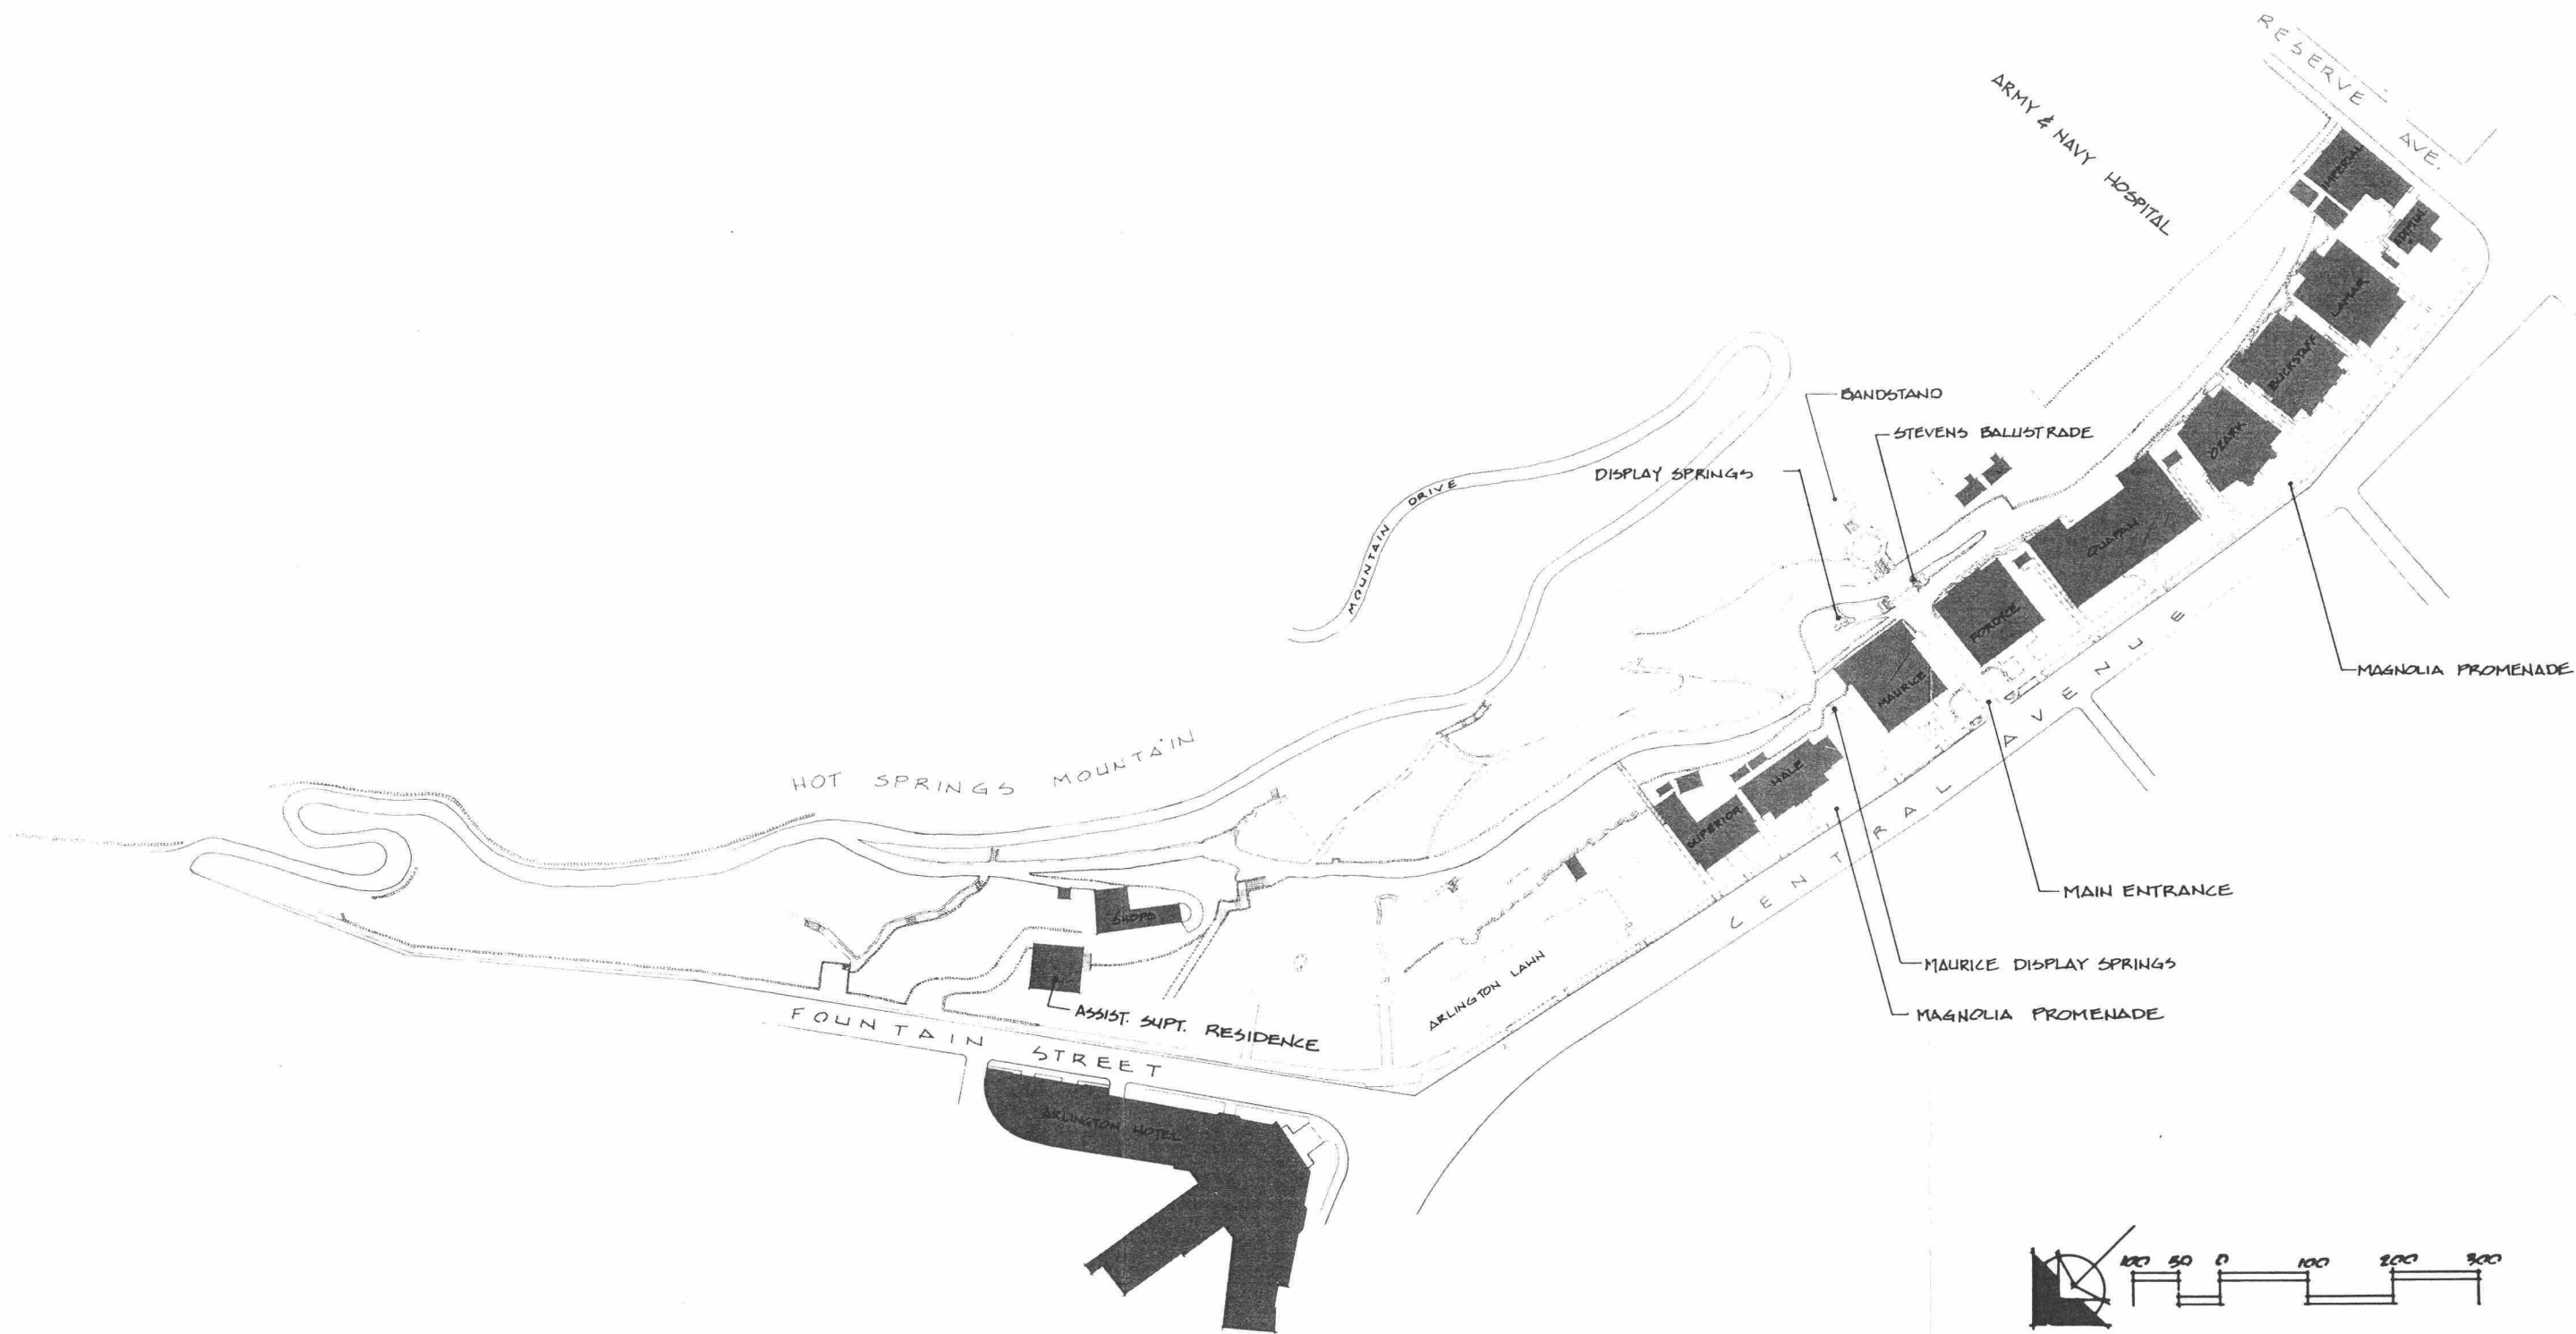 RESERVE AVE.
ARMY & NAVY HOSPITAL
IMPERIAL
LAMAR
BUCKSTAFF
OZARK
BANDSTAND
STEVENS BALUSTRADE
DISPLAY SPRINGS
MOUNTAIN DRIVE
QUAPAW
FORDYCE
MAGNOLIA PROMENADE
MAURICE
HOT SPRINGS MOUNTAIN
HALE
SUPERIOR
CENTRAL AVENUE
MAIN ENTRANCE
SHOPS
MAURICE DISPLAY SPRINGS
ARLINGTON LAWN
MAGNOLIA PROMENADE
ASSIST. SUPT. RESIDENCE
FOUNTAIN STREET
ARLINGTON HOTEL
100 50 0 100 200 300